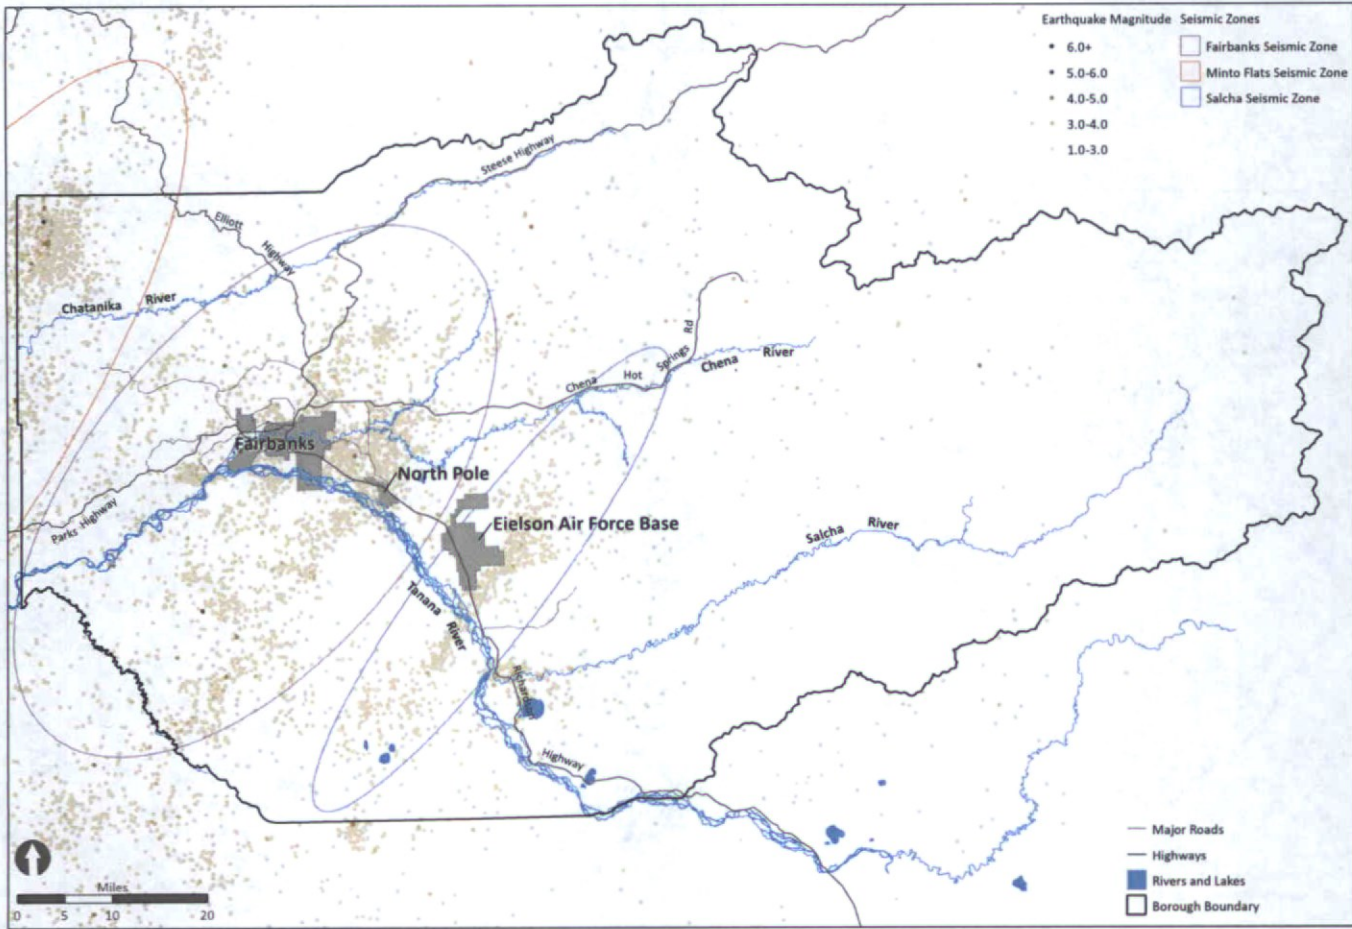 Earthquake Magnitude
6.0+
5.0-6.0
4.0-5.0
3.0-4.0
1.0-3.0
Seismic Zones
Fairbanks Seismic Zone
Minto Flats Seismic Zone
Salcha Seismic Zone
Steese Highway
Elliott
Highway
Chatanika River
Chena Hot Springs Rd
Chena River
Fairbanks
North Pole
Parks Highway
Eielson Air Force Base
Salcha River
Tanana
River
Richardson
Highway
Miles
0 5 10 20
Major Roads
Highways
Rivers and Lakes
Borough Boundary